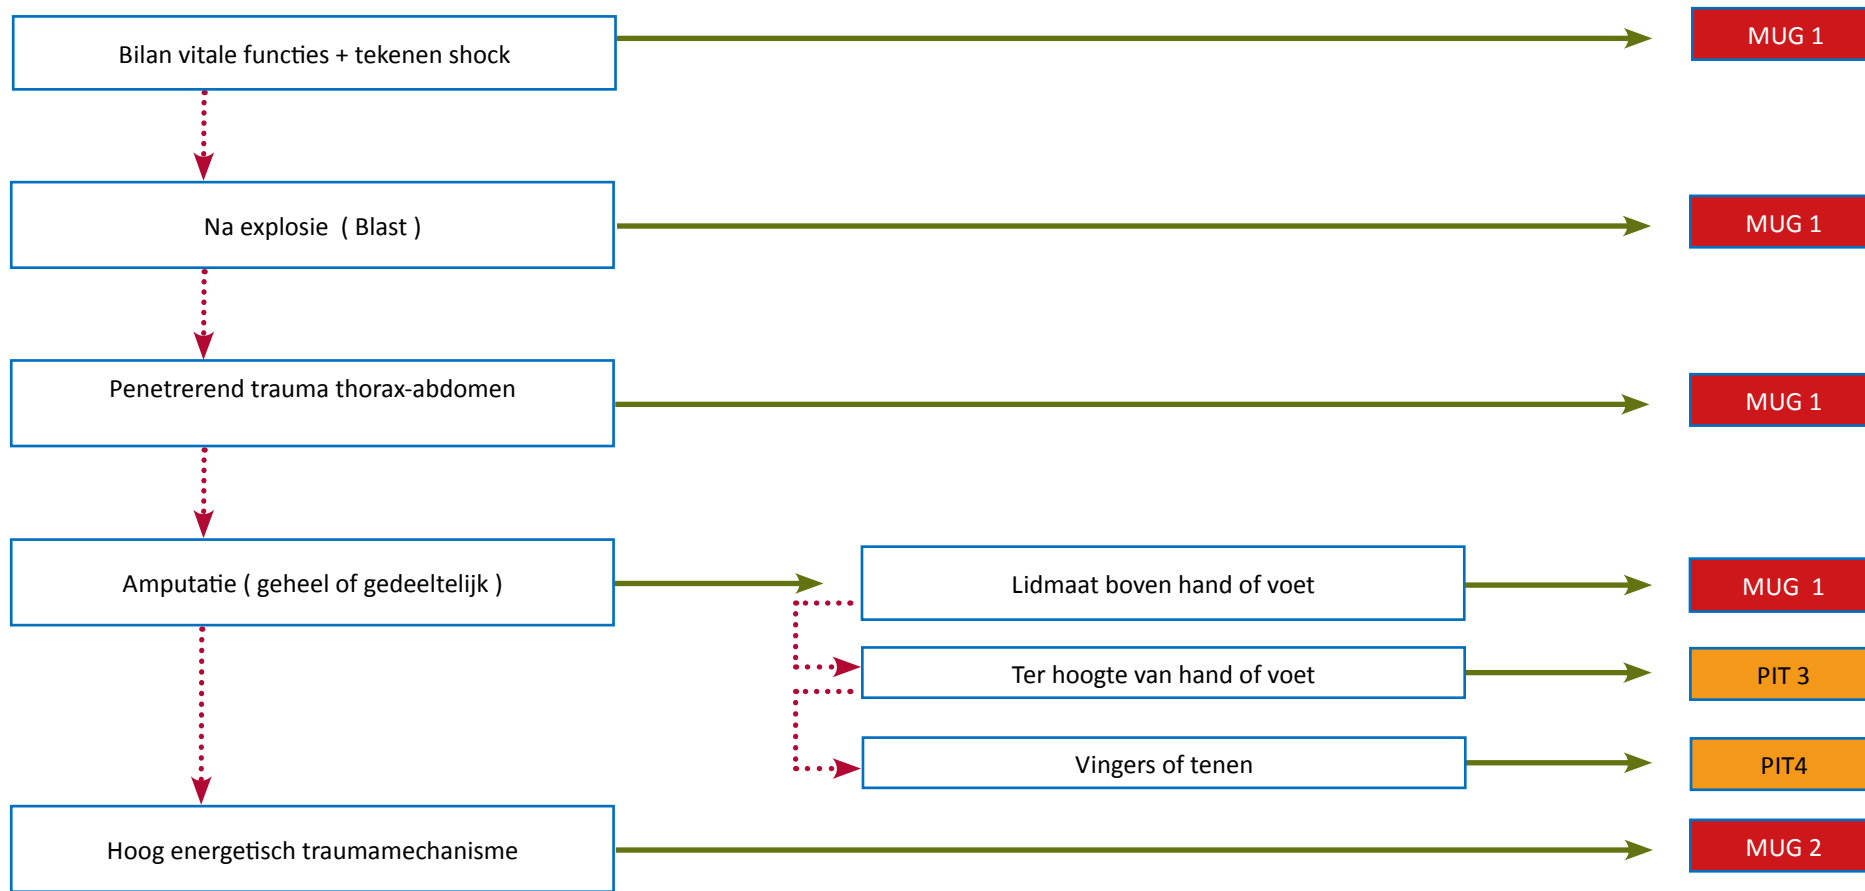 Bilan vitale functies + tekenen shock
MUG 1
Na explosie ( Blast )
MUG 1
Penetrerend trauma thorax-abdomen
MUG 1
Amputatie ( geheel of gedeeltelijk )
Lidmaat boven hand of voet
MUG 1
Ter hoogte van hand of voet
PIT 3
Vingers of tenen
PIT4
Hoog energetisch traumamechanisme
MUG 2